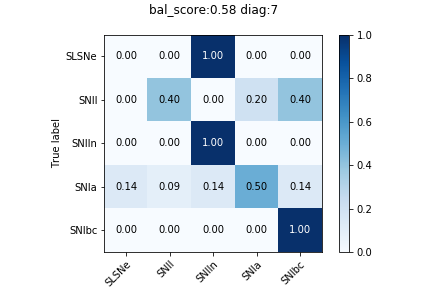 bal_score:0.58 diag:7
True label
SLSNe 0.00 0.00 1.00 0.00 0.00
SNII 0.00 0.40 0.00 0.20 0.40
SNIIn 0.00 0.00 1.00 0.00 0.00
SNIa 0.14 0.09 0.14 0.50 0.14
SNIbc 0.00 0.00 0.00 0.00 1.00
SLSNe SNII SNIIn SNIa SNIbc
1.0
0.8
0.6
0.4
0.2
0.0